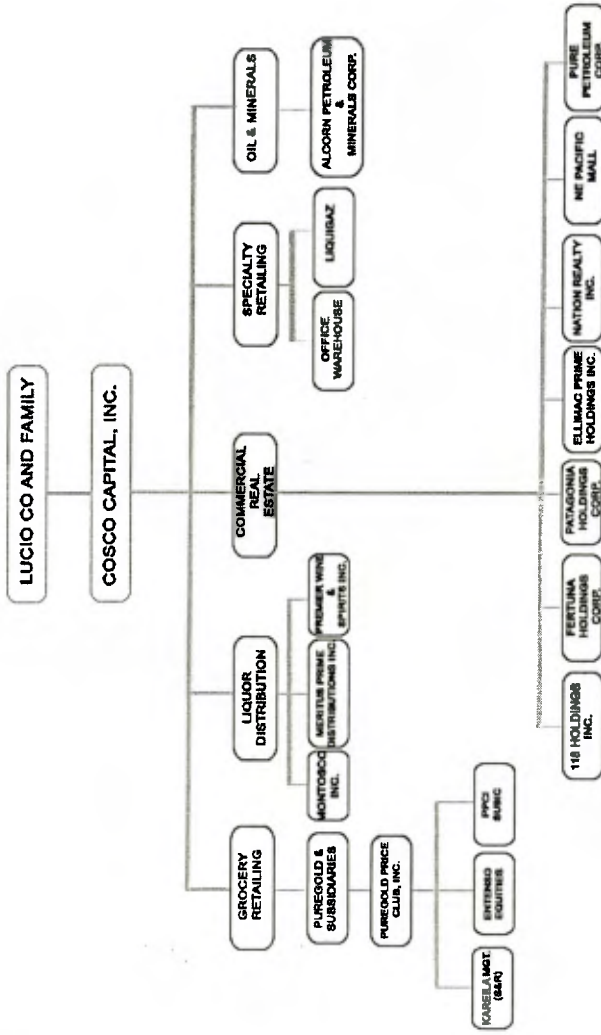 LUCIO CO AND FAMILY
COSCO CAPITAL, INC.
GROCERY
RETAILING
LIQUOR
DISTRIBUTION
COMMERCIAL
REAL
ESTATE
SPECIALTY
RETAILING
OIL & MINERALS
PUREGOLD &
SUBSIDIARIES
MONTOSCO
INC.
MERITUS PRIME
DISTRIBUTIONS INC.
PREMIER WINE
&
SPIRITS INC.
OFFICE
WAREHOUSE
LIQUIGAZ
ALCORN PETROLEUM
&
MINERALS CORP.
PUREGOLD PRICE
CLUB, INC.
KAREILA MGT.
(S&R)
ENTENSO
EQUITIES
PPCI
SUBIC
118 HOLDINGS
INC.
FERTUNA
HOLDINGS
CORP.
PATAGONIA
HOLDINGS
CORP.
ELLIMAC PRIME
HOLDINGS INC.
NATION REALTY
INC.
NE PACIFIC
MALL
PURE
PETROLEUM
CORP.